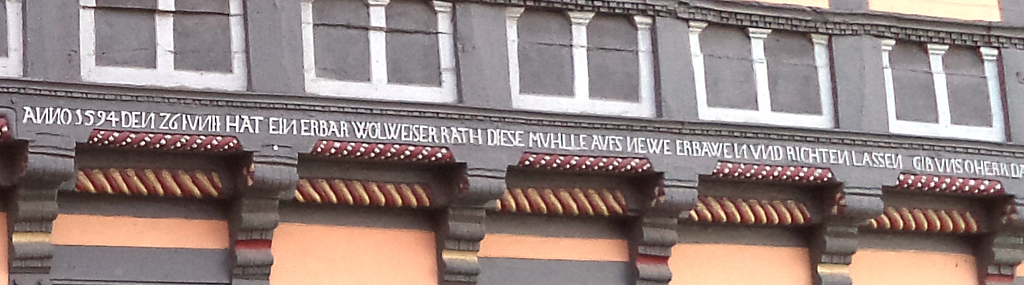 ANNO 1594 DEN 26 IVNII HAT EIN ERBAR WOLWEISER RATH DIESE MVHLLE AVFS NEWE ERBAWEN VND RICHTEN LASSEN GIB VNS O HERR DA